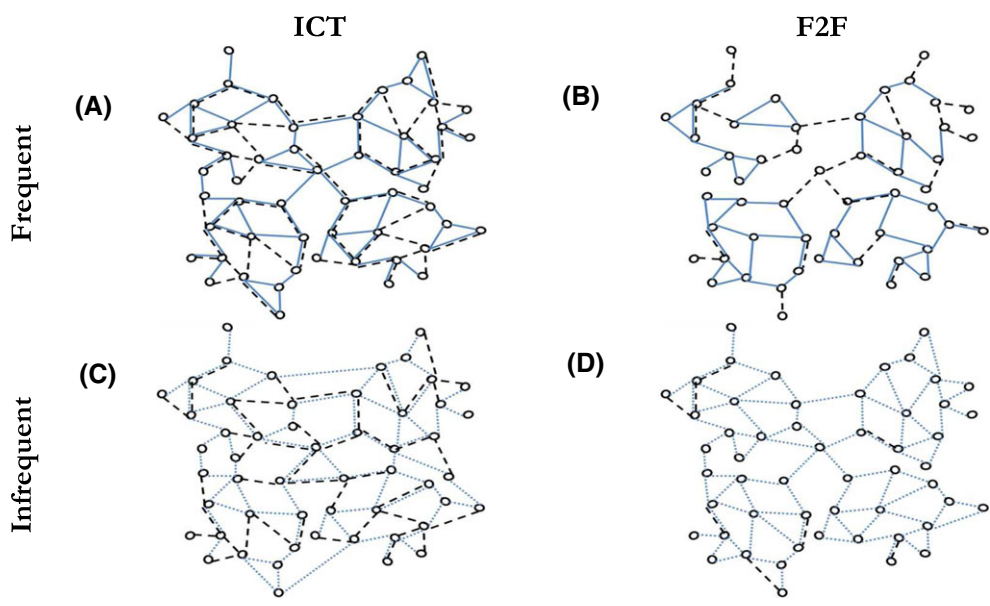 ICT
F2F
Frequent
(A)
(B)
Infrequent
(C)
(D)